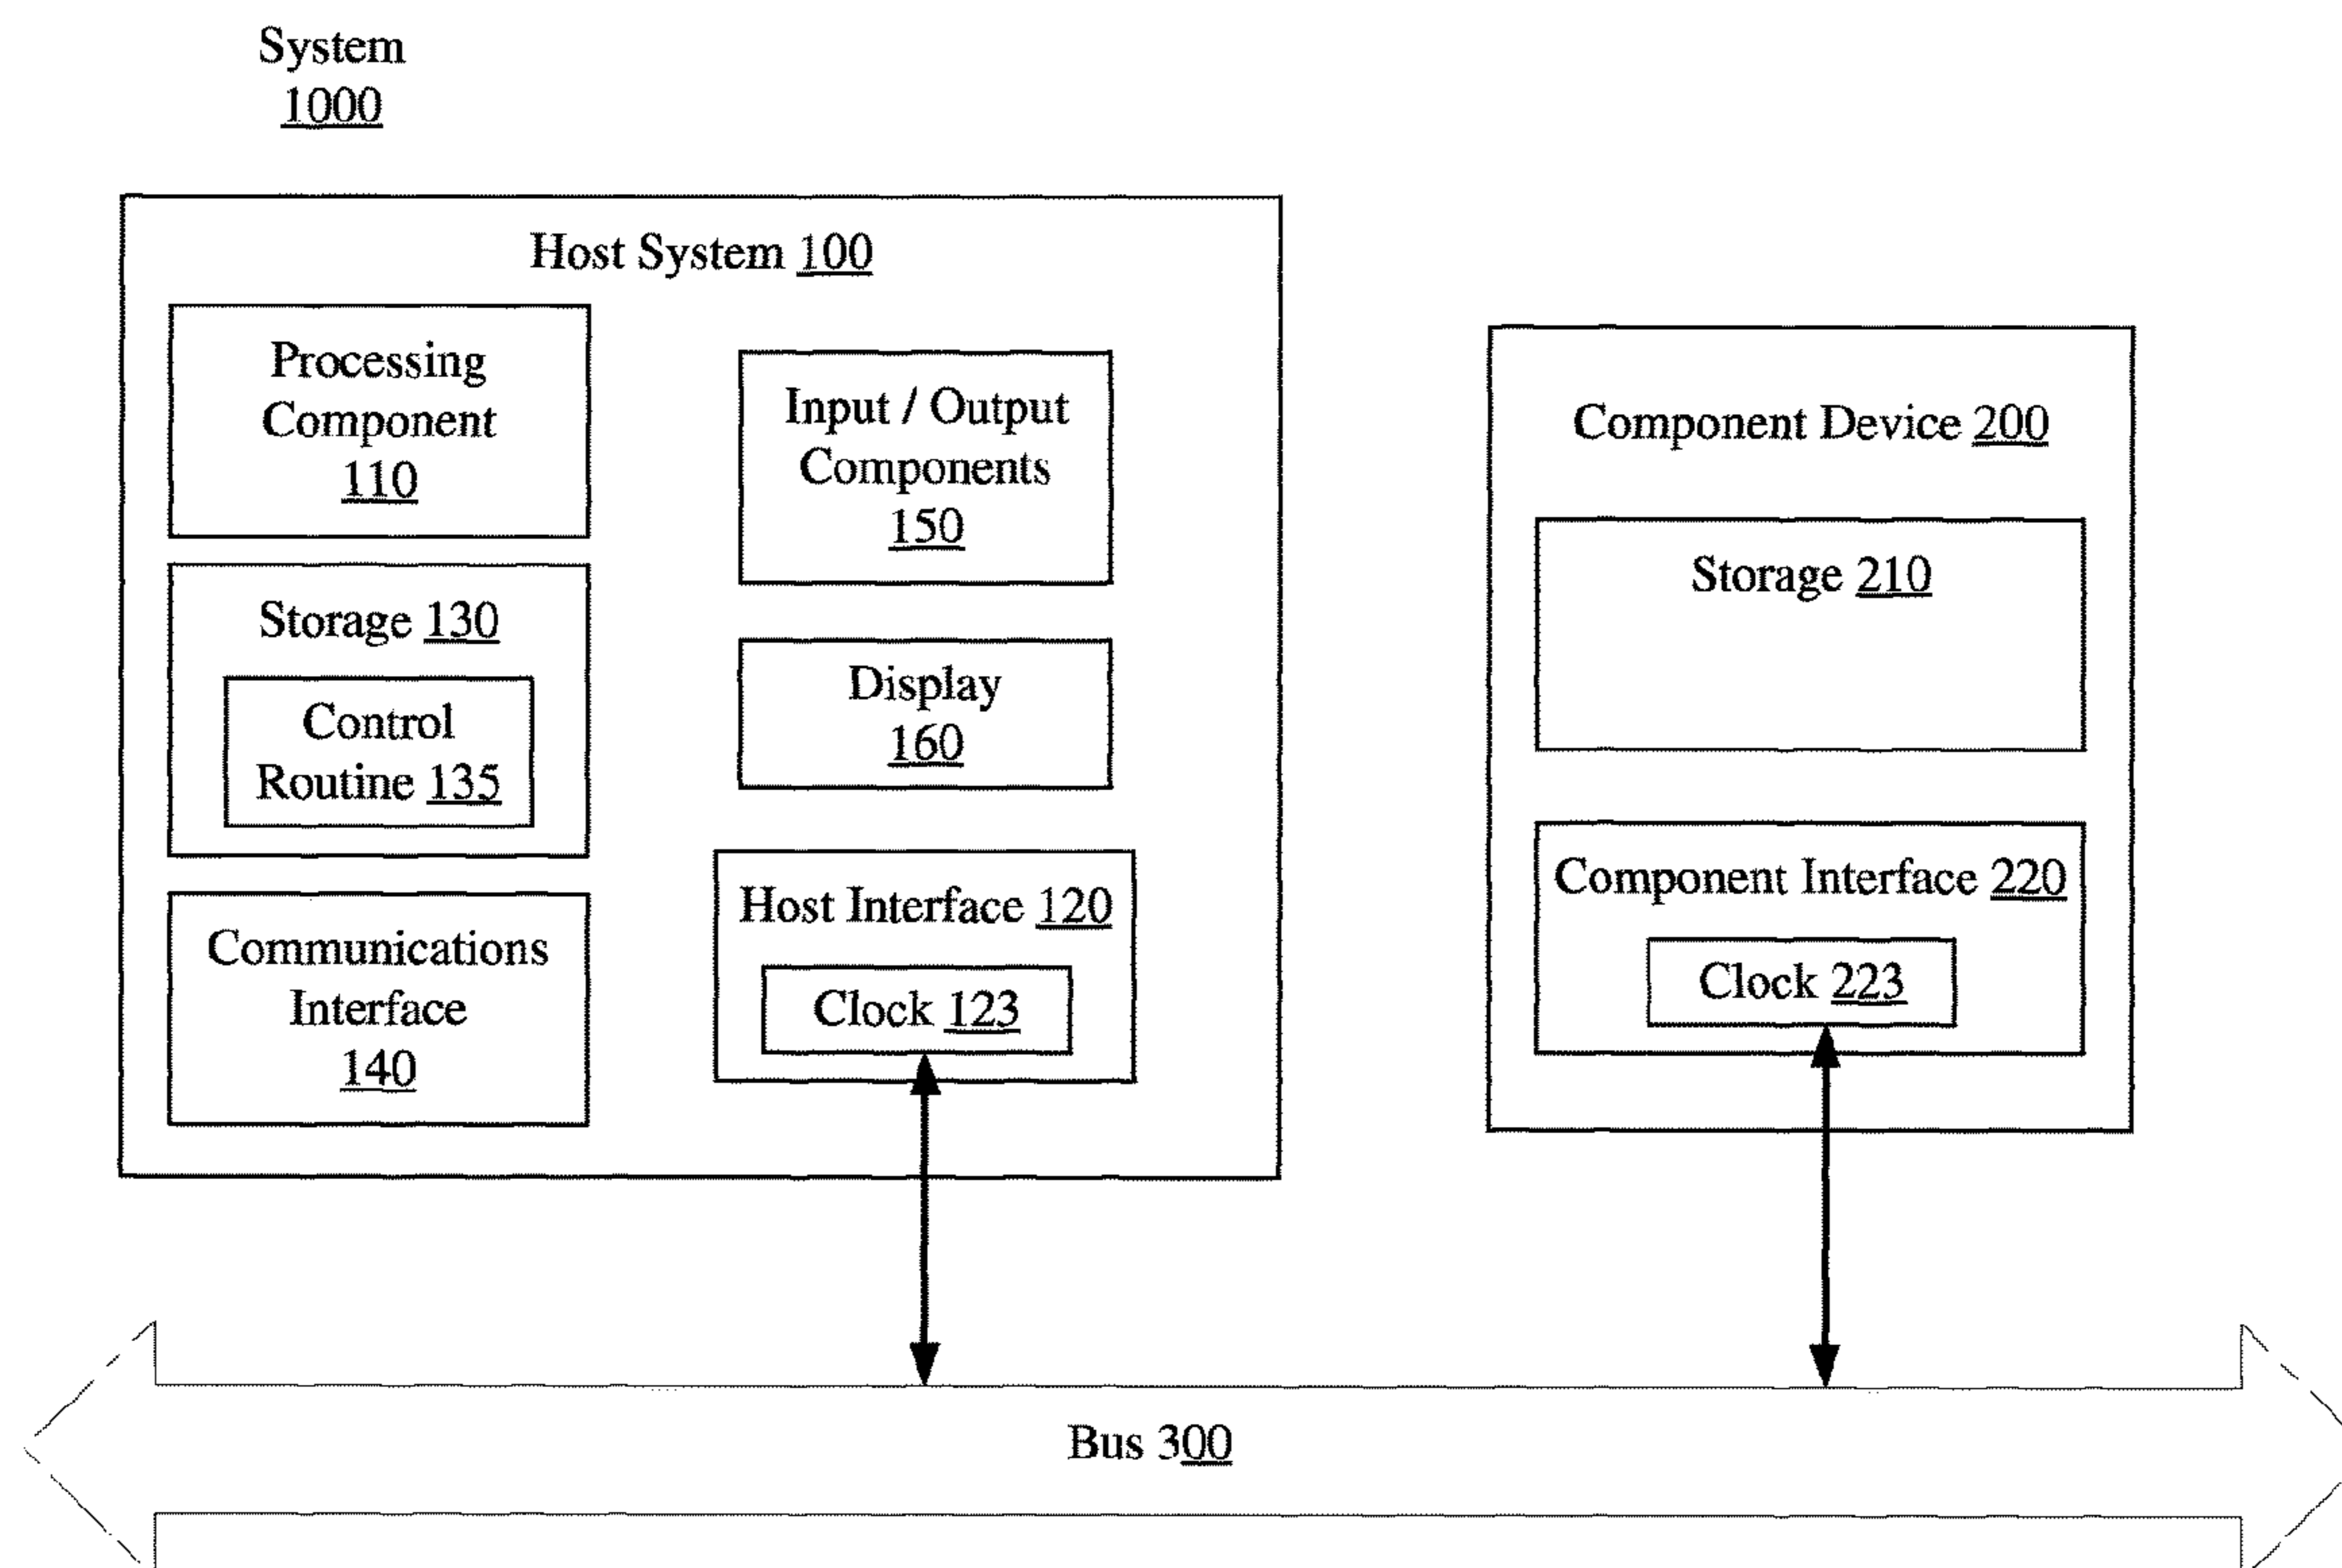 System
1000
Host System 100
Processing
Component
110
Storage 130
Control
Routine 135
Communications
Interface
140
Input / Output
Components
150
Display
160
Host Interface 120
Clock 123
Component Device 200
Storage 210
Component Interface 220
Clock 223
Bus 300